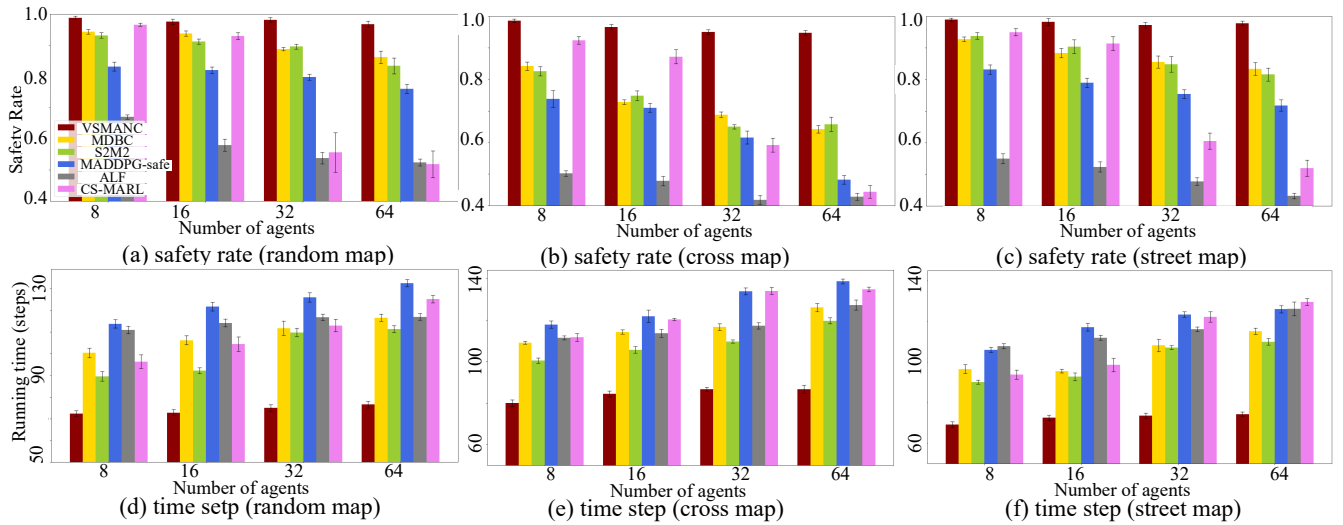 1.0
0.8
0.6
0.4
Safety Rate
VSMANC
MDBC
S2M2
MADDPG-safe
ALF
CS-MARL
8 16 32 64
Number of agents
(a) safety rate (random map)
1.0
0.8
0.6
0.4
8 16 32 64
Number of agents
(b) safety rate (cross map)
1.0
0.8
0.6
0.4
8 16 32 64
Number of agents
(c) safety rate (street map)
Running time (steps)
130
90
50
8 16 32 64
Number of agents
(d) time setp (random map)
140
100
60
8 16 32 64
Number of agents
(e) time step (cross map)
140
100
60
8 16 32 64
Number of agents
(f) time step (street map)